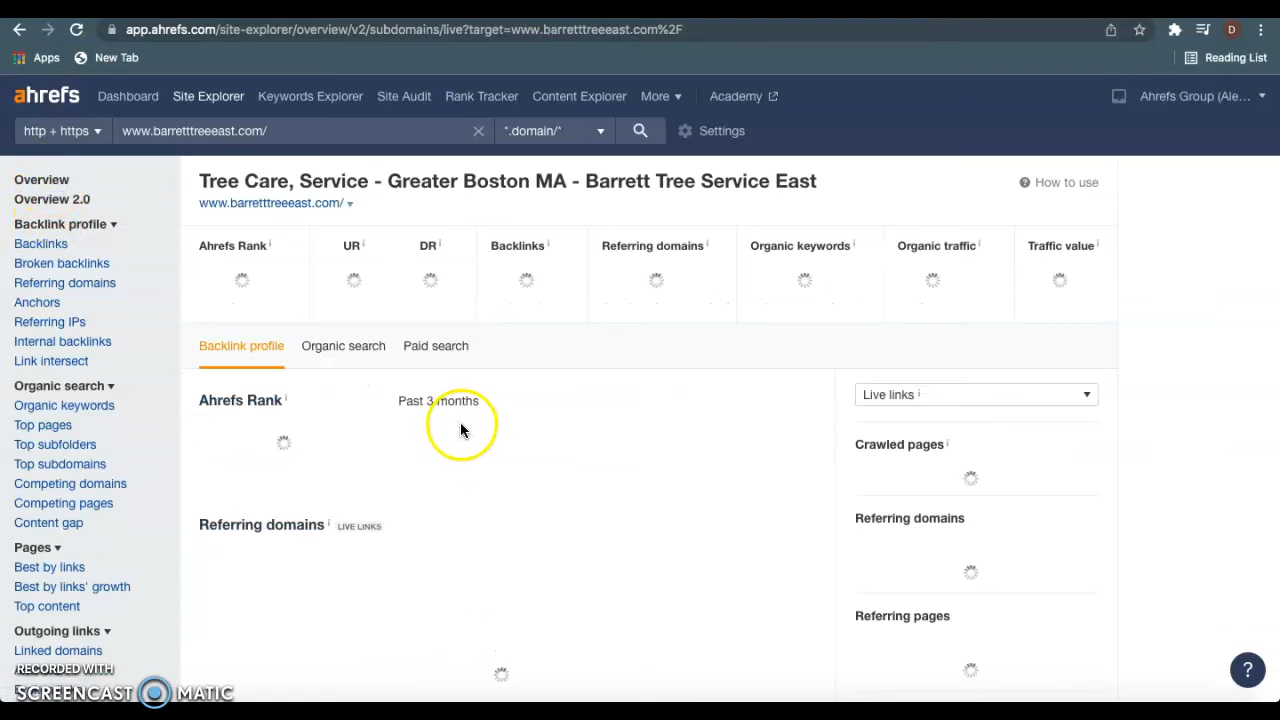 app.ahrefs.com/site-explorer/overview/v2/subdomains/live?target=www.barretttreeeast.com%2F
D
Apps
New Tab
Reading List
ahrefs
Dashboard
Site Explorer
Keywords Explorer
Site Audit
Rank Tracker
Content Explorer
More
Academy
Ahrefs Group (Ale...
http + https
www.barretttreeeast.com/
*.domain/*
Settings
Overview
Overview 2.0
Backlink profile
Backlinks
Broken backlinks
Referring domains
Anchors
Referring IPs
Internal backlinks
Link intersect
Organic search
Organic keywords
Top pages
Top subfolders
Top subdomains
Competing domains
Competing pages
Content gap
Pages
Best by links
Best by links' growth
Top content
Outgoing links
Linked domains
Tree Care, Service - Greater Boston MA - Barrett Tree Service East
How to use
www.barretttreeeast.com/
Ahrefs Rank
UR
DR
Backlinks
Referring domains
Organic keywords
Organic traffic
Traffic value
Backlink profile
Organic search
Paid search
Ahrefs Rank
Past 3 months
Referring domains
LIVE LINKS
Live links
Crawled pages
Referring domains
Referring pages
?
RECORDED WITH
SCREENCAST MATIC